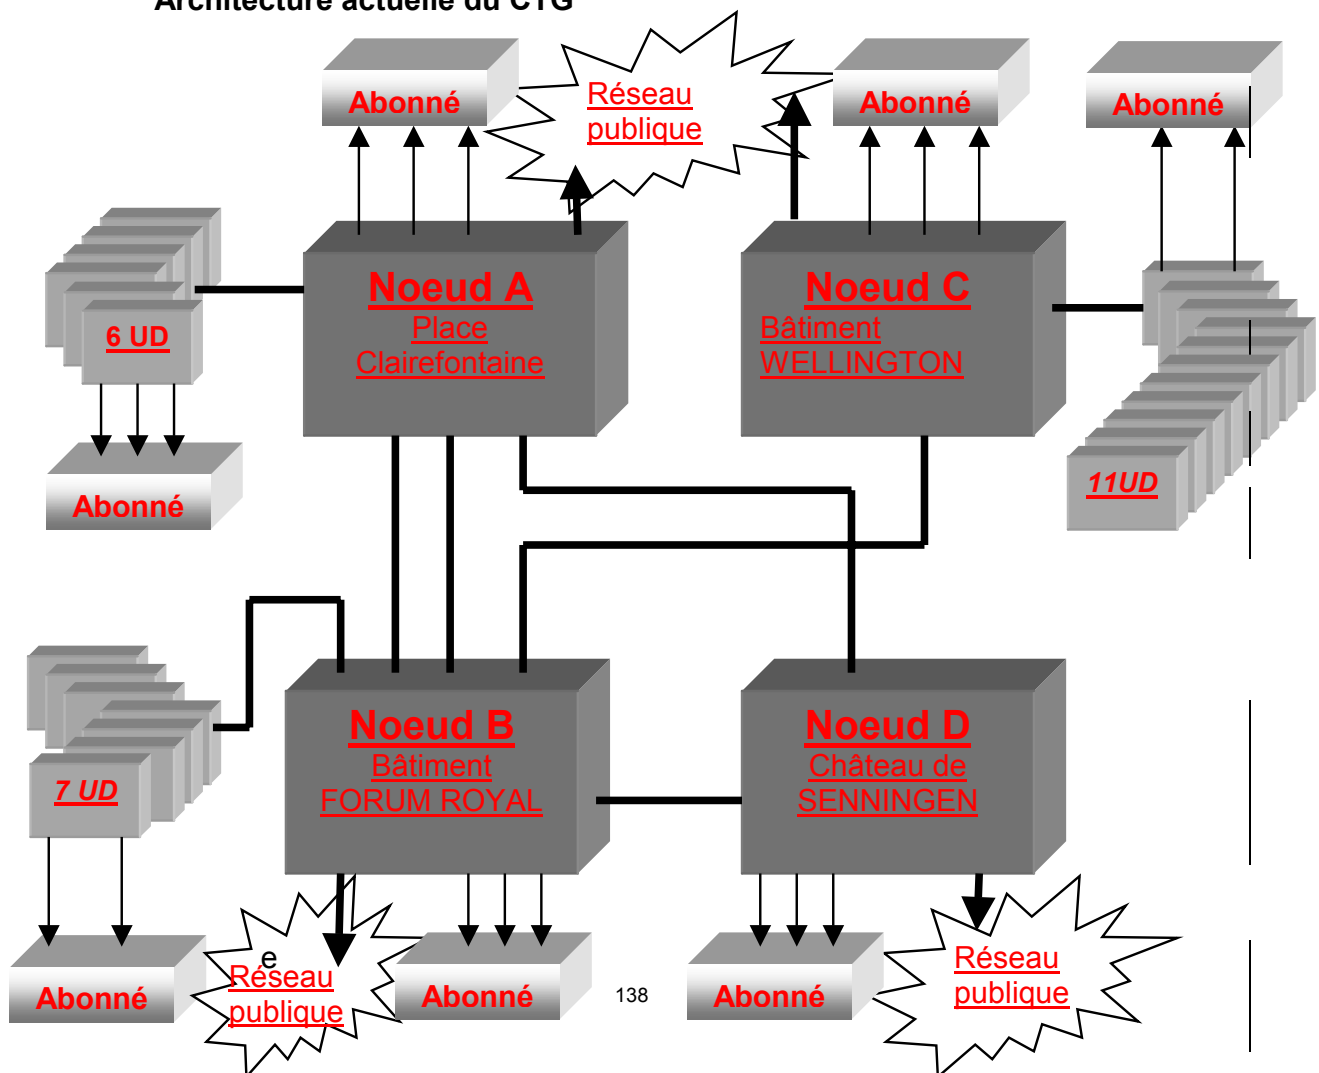 Architecture actuelle du CTG
Abonné
Réseau
publique
Abonné
Abonné
Noeud A
Place
Clairefontaine
Noeud C
Bâtiment
WELLINGTON
6 UD
Abonné
11UD
Noeud B
Bâtiment
FORUM ROYAL
Noeud D
Château de
SENNINGEN
7 UD
Abonné
e
Réseau
publique
Abonné
138
Abonné
Réseau
publique